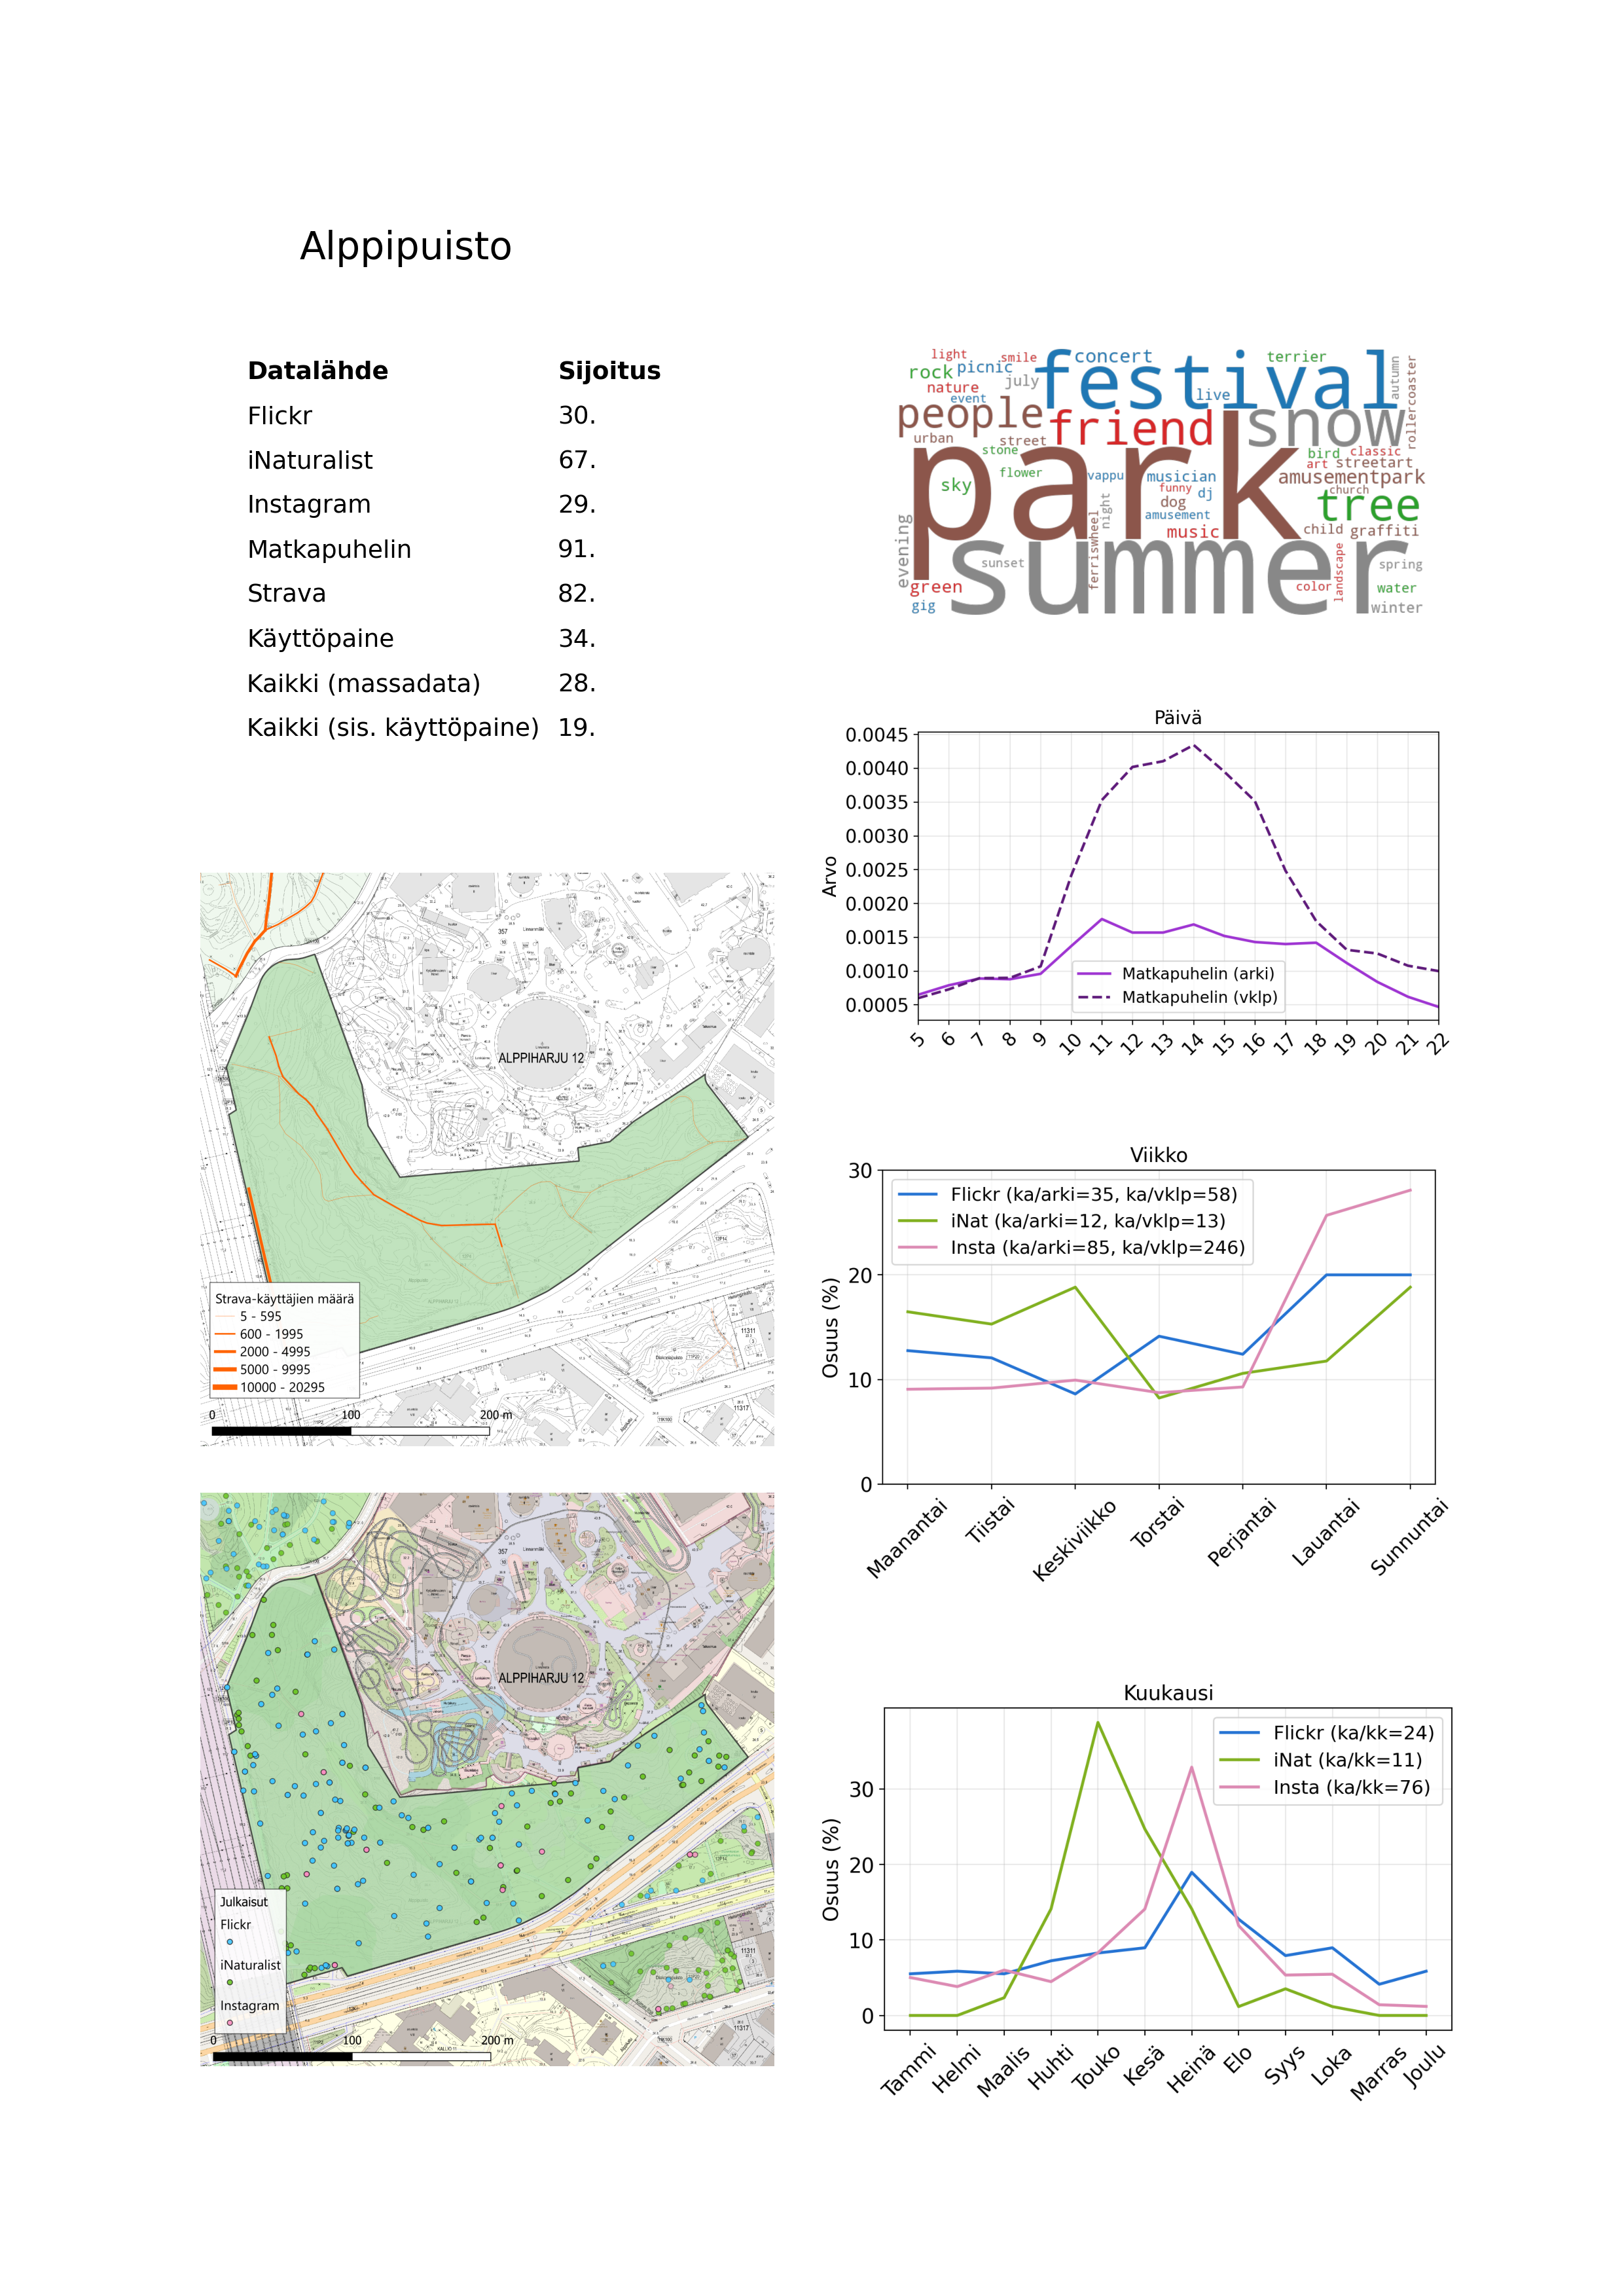 Alppipuisto
Datalähde Sijoitus
Flickr 30.
iNaturalist 67.
Instagram 29.
Matkapuhelin 91.
Strava 82.
Käyttöpaine 34.
Kaikki (massadata) 28.
Kaikki (sis. käyttöpaine) 19.
light
smile
concert
terrier
autumn
rollercoaster
rock
picnic
festival
nature
july
event
live
people
friend
snow
urban
street
stone
park
bird
classic
art
streetart
flower
vappu
musician
amusementpark
sky
funny
dj
church
dog
night
tree
amusement
evening
ferriswheel
music
child
graffiti
summer
sunset
landscape
spring
green
color
water
gig
winter
Päivä
Arvo
0.0045
0.0040
0.0035
0.0030
0.0025
0.0020
0.0015
0.0010
0.0005
Matkapuhelin (arki)
Matkapuhelin (vklp)
5 6 7 8 9 10 11 12 13 14 15 16 17 18 19 20 21 22
357
ALPPIHARJU 12
Strava-käyttäjien määrä
5 - 595
600 - 1995
2000 - 4995
5000 - 9995
10000 - 20295
0 100 200 m
11311
11317
Viikko
Osuus (%)
30
20
10
0
Flickr (ka/arki=35, ka/vklp=58)
iNat (ka/arki=12, ka/vklp=13)
Insta (ka/arki=85, ka/vklp=246)
Maanantai Tiistai Keskiviikko Torstai Perjantai Lauantai Sunnuntai
357
ALPPIHARJU 12
Julkaisut
Flickr
iNaturalist
Instagram
0 100 200 m
11311
11317
Kuukausi
Osuus (%)
30
20
10
0
Flickr (ka/kk=24)
iNat (ka/kk=11)
Insta (ka/kk=76)
Tammi Helmi Maalis Huhti Touko Kesä Heinä Elo Syys Loka Marras Joulu